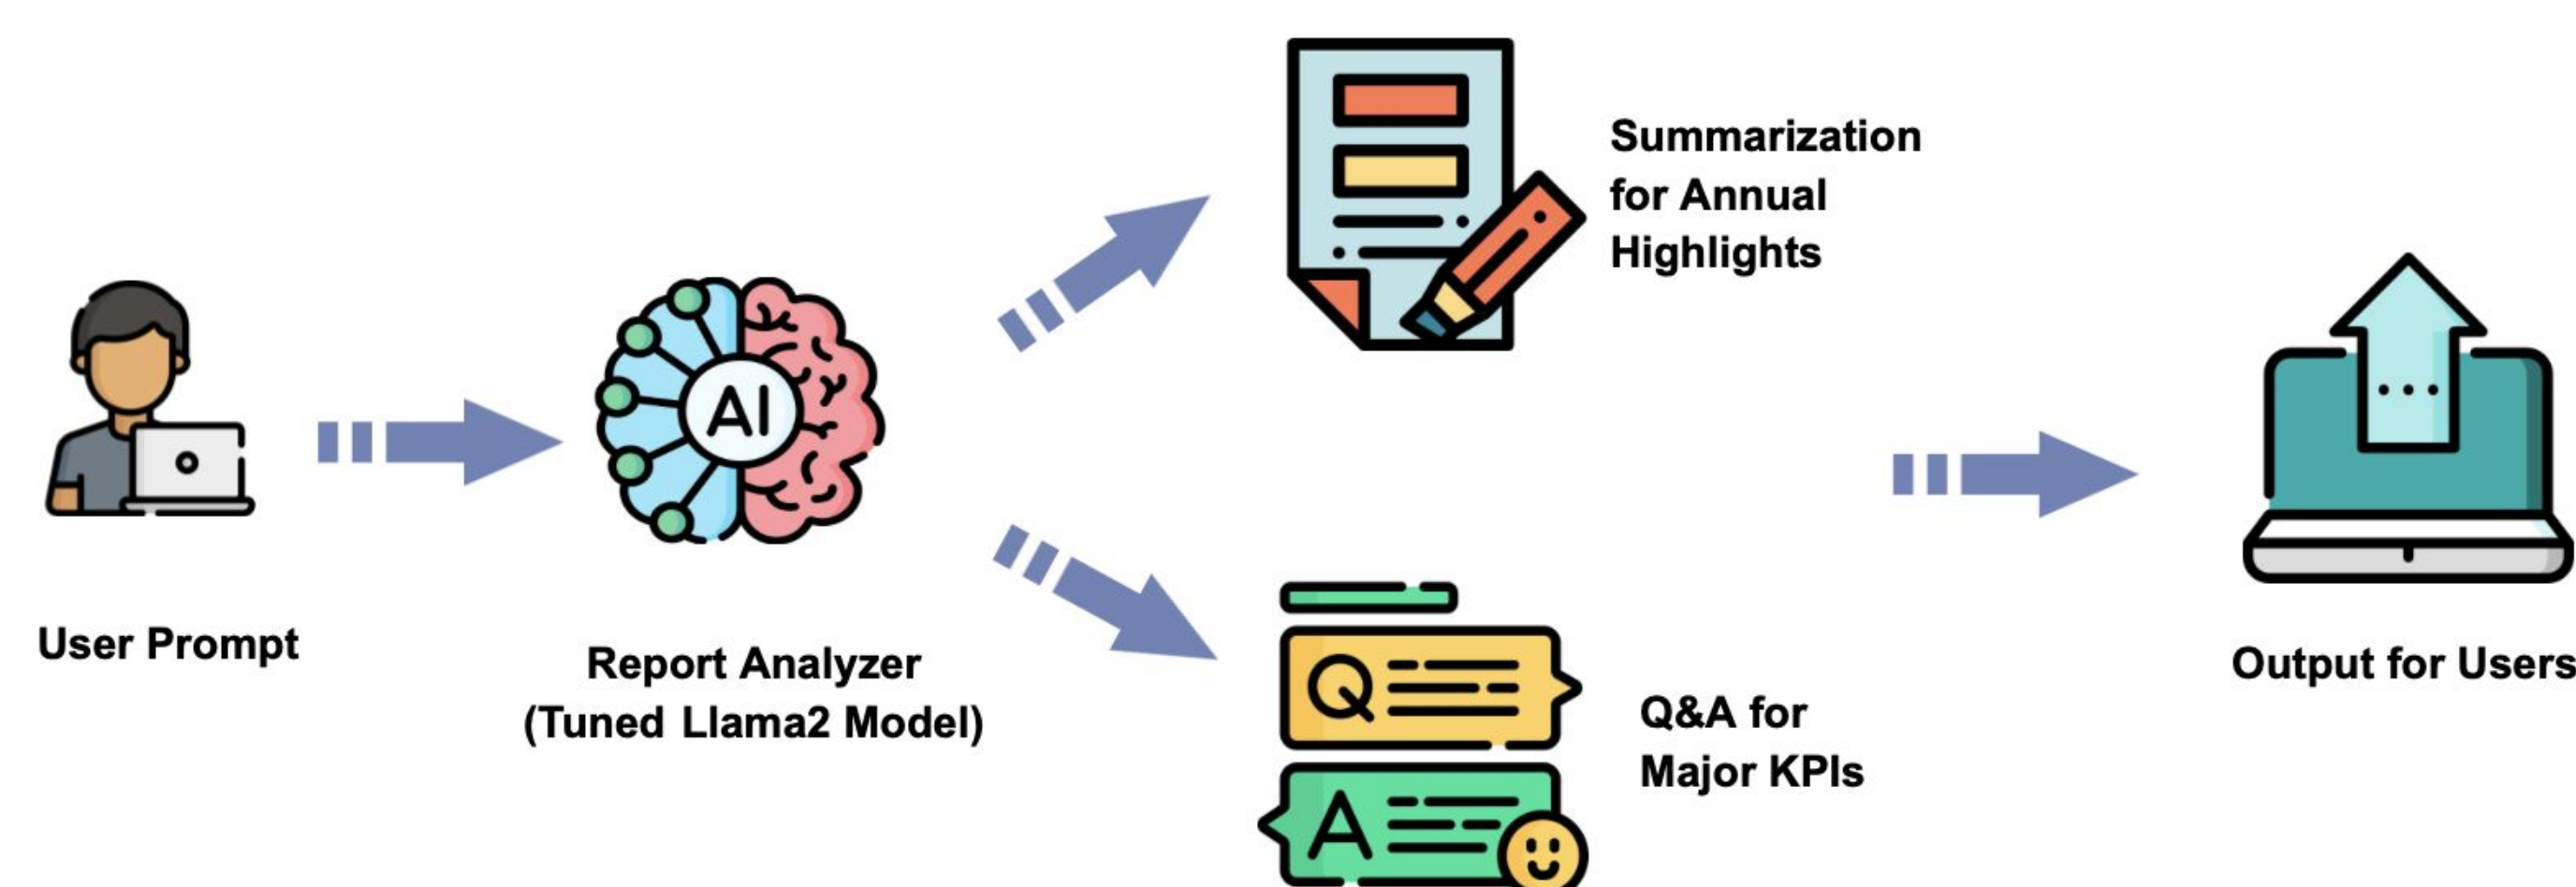 User Prompt
AI
Report Analyzer
(Tuned Llama2 Model)
Summarization
for Annual
Highlights
Q
A
Q&A for
Major KPIs
Output for Users